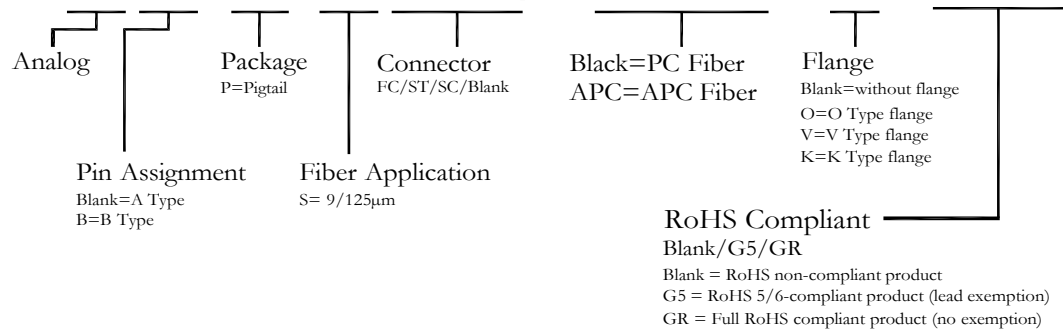 Analog
Package
P=Pigtail
Connector
FC/ST/SC/Blank
Black=PC Fiber
APC=APC Fiber
Flange
Blank=without flange
O=O Type flange
V=V Type flange
K=K Type flange
Pin Assignment
Blank=A Type
B=B Type
Fiber Application
S= 9/125μm
RoHS Compliant
Blank/G5/GR
Blank = RoHS non-compliant product
G5 = RoHS 5/6-compliant product (lead exemption)
GR = Full RoHS compliant product (no exemption)